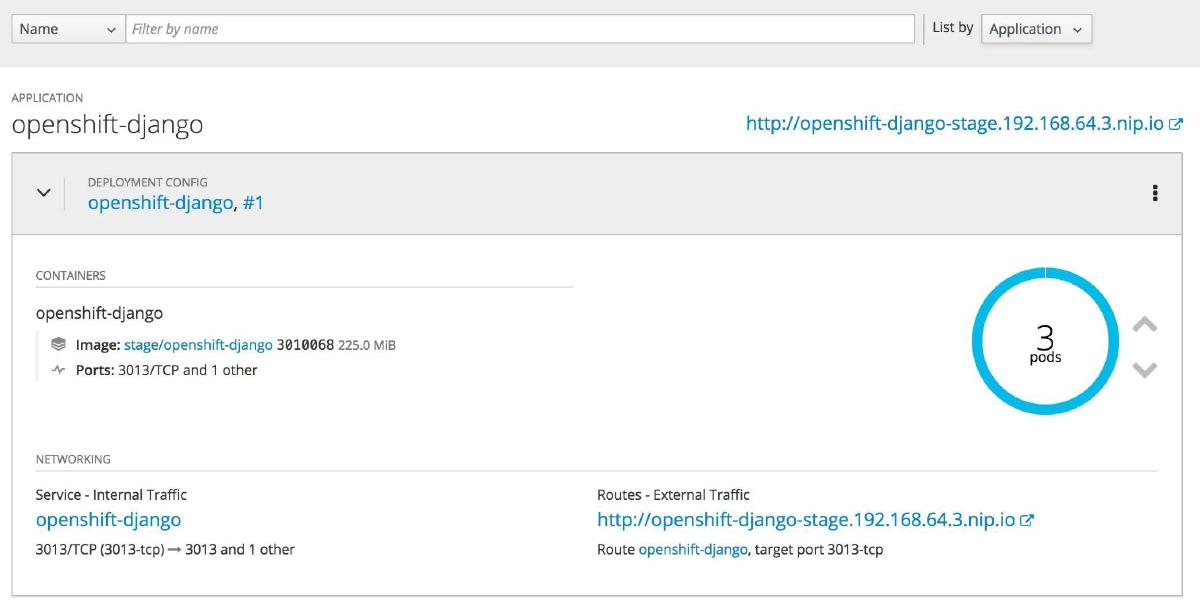 Name Filter by name List by Application
APPLICATION
openshift-django http://openshift-django-stage.192.168.64.3.nip.io
DEPLOYMENT CONFIG
openshift-django, #1
CONTAINERS
openshift-django
Image: stage/openshift-django 3010068 225.0 MiB
Ports: 3013/TCP and 1 other
3
pods
NETWORKING
Service - Internal Traffic
openshift-django
3013/TCP (3013-tcp) → 3013 and 1 other
Routes - External Traffic
http://openshift-django-stage.192.168.64.3.nip.io
Route openshift-django, target port 3013-tcp